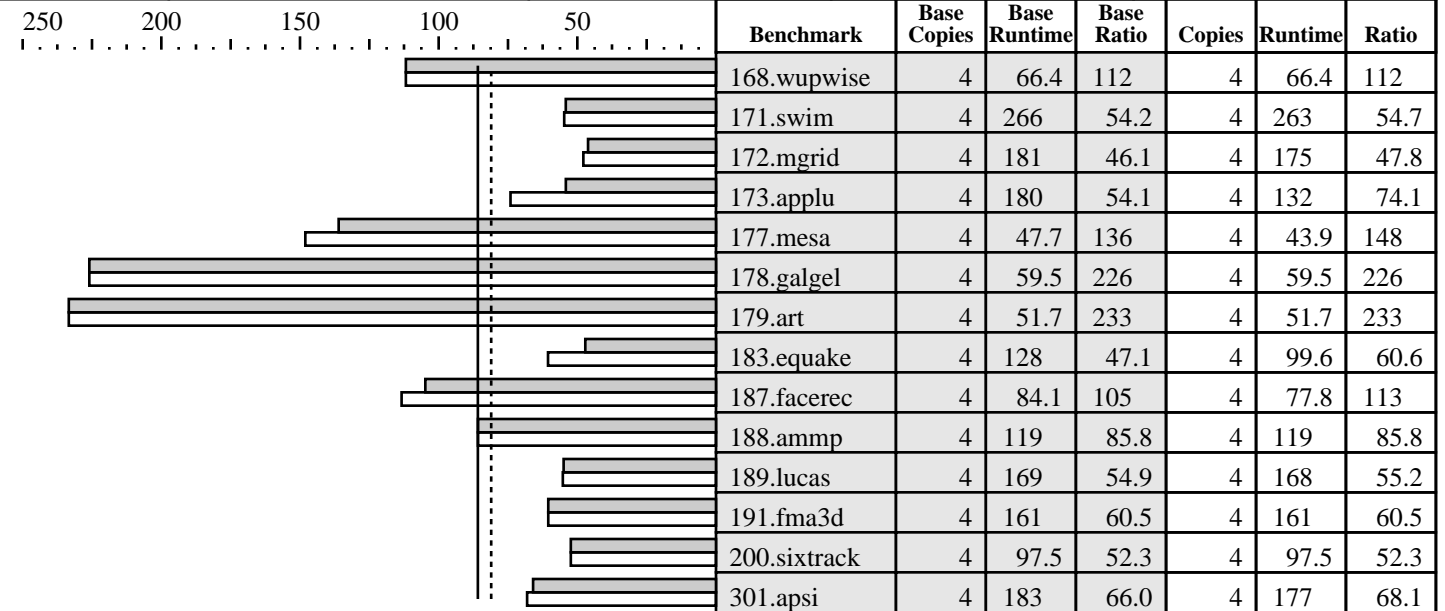 250 200 150 100 50
Benchmark Base Copies Base Runtime Base Ratio Copies Runtime Ratio
168.wupwise 4 66.4 112 4 66.4 112
171.swim 4 266 54.2 4 263 54.7
172.mgrid 4 181 46.1 4 175 47.8
173.applu 4 180 54.1 4 132 74.1
177.mesa 4 47.7 136 4 43.9 148
178.galgel 4 59.5 226 4 59.5 226
179.art 4 51.7 233 4 51.7 233
183.equake 4 128 47.1 4 99.6 60.6
187.facerec 4 84.1 105 4 77.8 113
188.ammp 4 119 85.8 4 119 85.8
189.lucas 4 169 54.9 4 168 55.2
191.fma3d 4 161 60.5 4 161 60.5
200.sixtrack 4 97.5 52.3 4 97.5 52.3
301.apsi 4 183 66.0 4 177 68.1